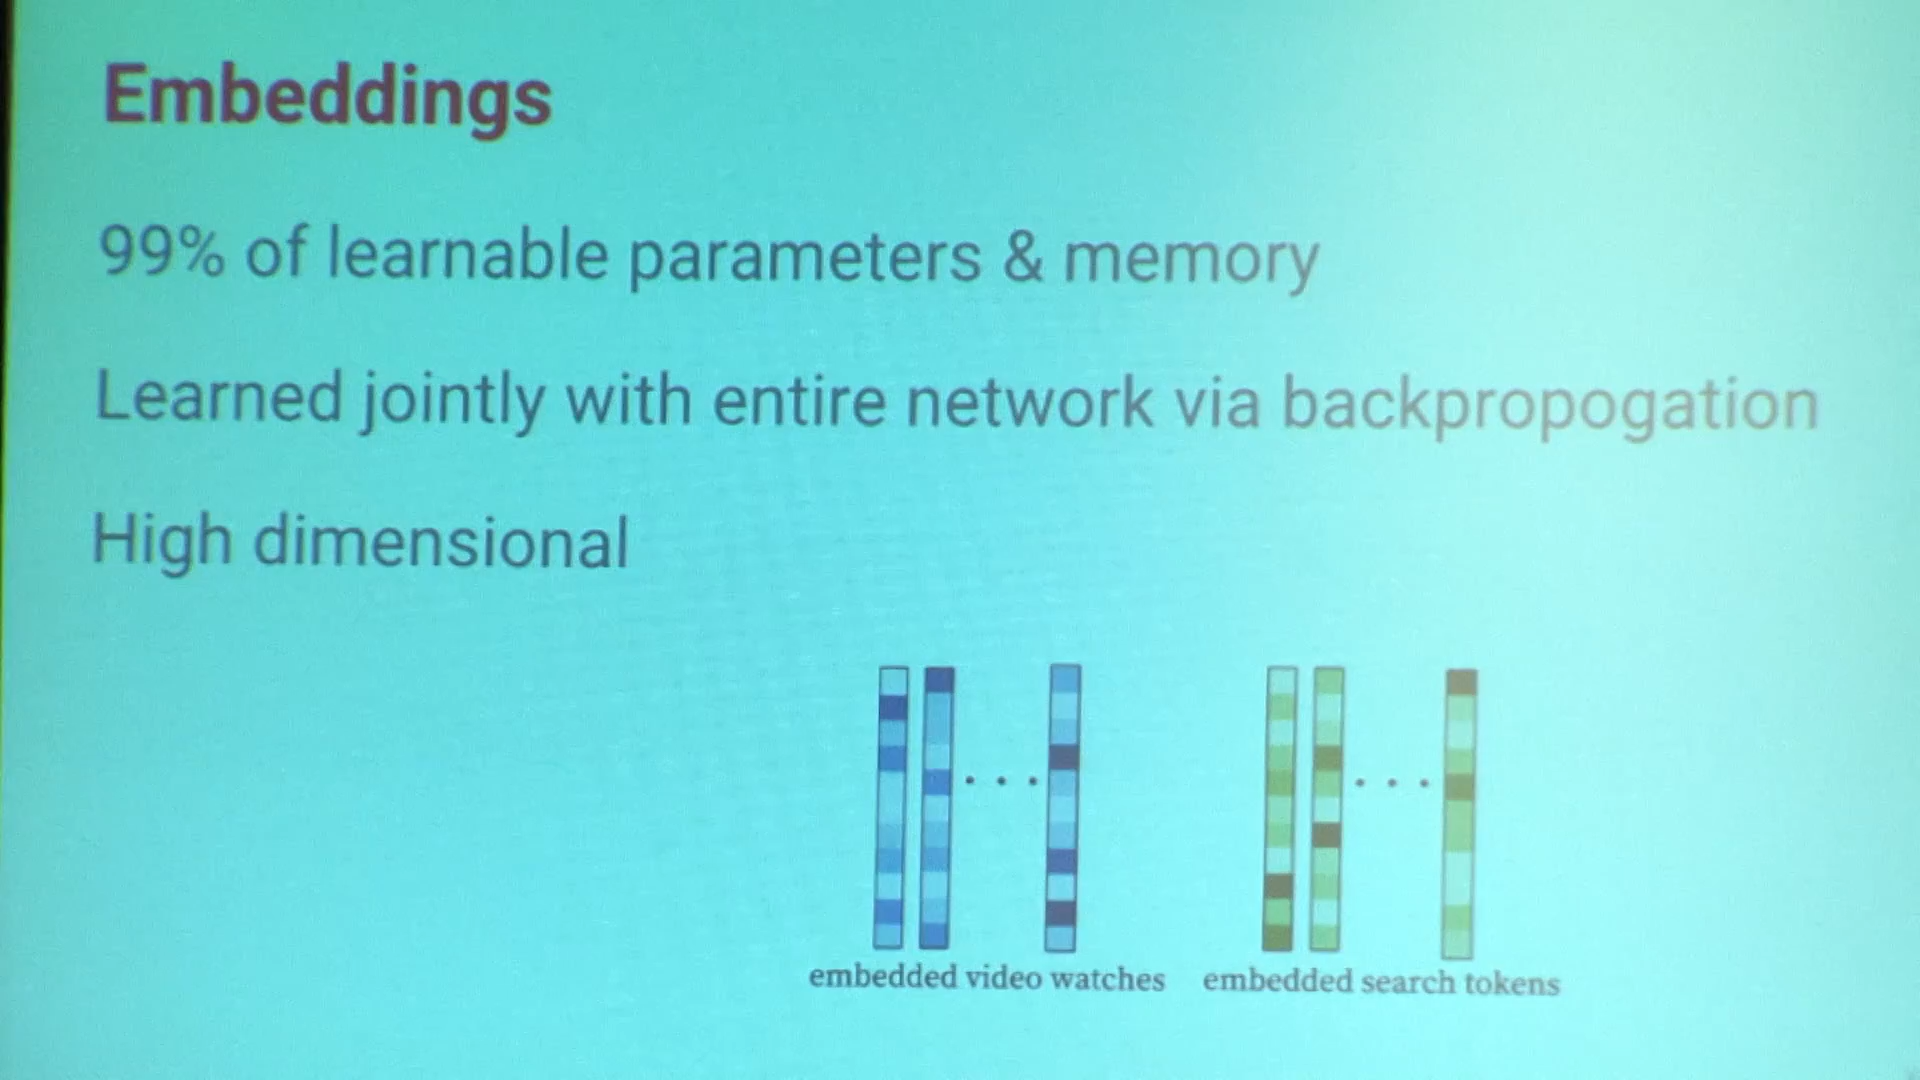 Embeddings
99% of learnable parameters & memory
Learned jointly with entire network via backpropogation
High dimensional
embedded video watches
embedded search tokens